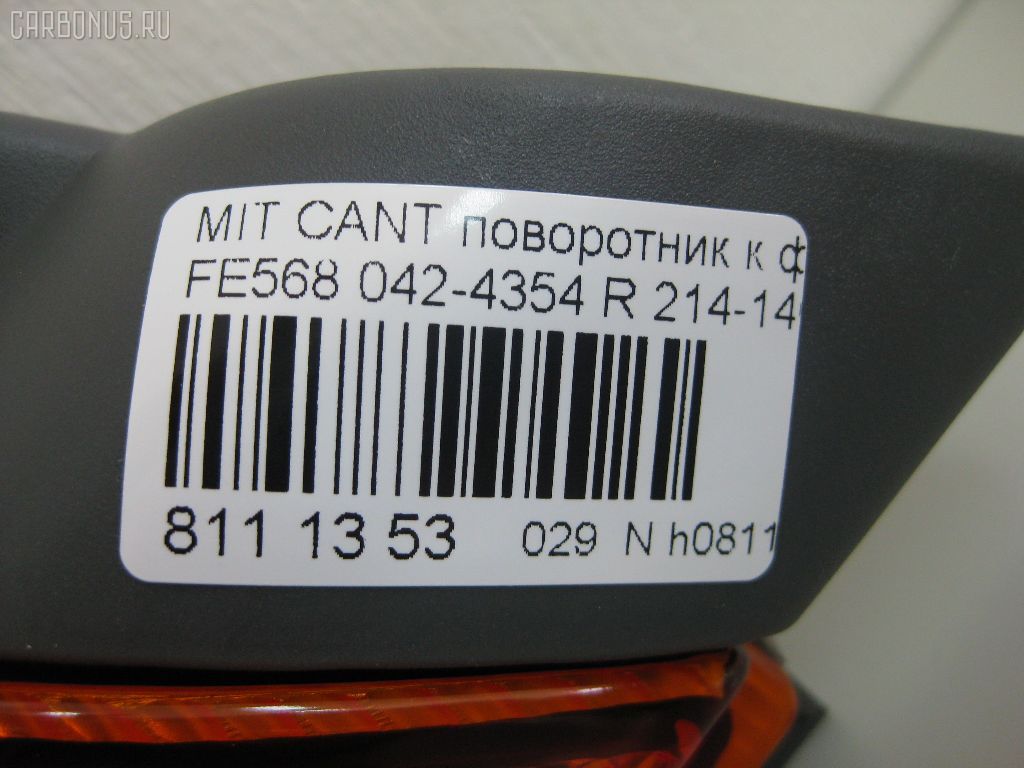 CARBONUS.RU
MIT CANT поворотник к ф
FE568 042-4354 R 214-14
811 13 53 029 N h0811